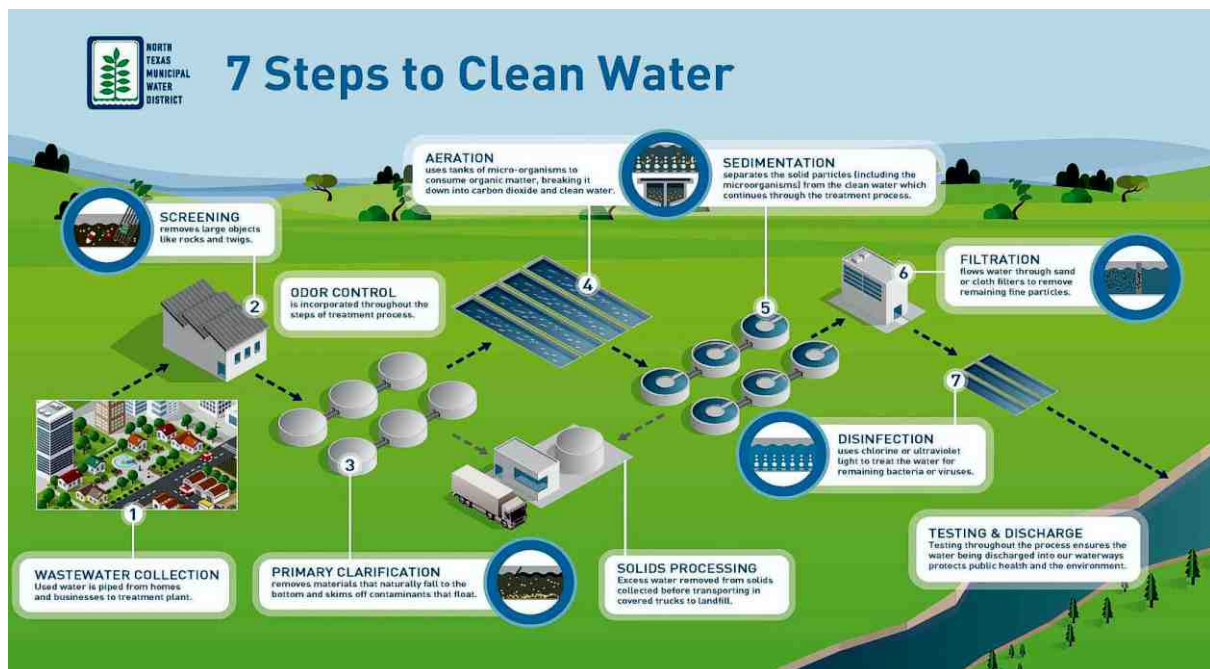 NORTH
TEXAS
MUNICIPAL
WATER
DISTRICT
7 Steps to Clean Water
AERATION
uses tanks of micro-organisms to
consume organic matter, breaking it
down into carbon dioxide and clean water.
SEDIMENTATION
separates the solid particles (including the
microorganisms) from the clean water which
continues through the treatment process.
SCREENING
removes large objects
like rocks and twigs.
2
ODOR CONTROL
is incorporated throughout the
steps of treatment process.
4
5
6
FILTRATION
flows water through sand
or cloth filters to remove
remaining fine particles.
7
DISINFECTION
uses chlorine or ultraviolet
light to treat the water for
remaining bacteria or viruses.
3
1
WASTEWATER COLLECTION
Used water is piped from homes
and businesses to treatment plant.
PRIMARY CLARIFICATION
removes materials that naturally fall to the
bottom and skims off contaminants that float.
SOLIDS PROCESSING
Excess water removed from solids
collected before transporting in
covered trucks to landfill.
TESTING & DISCHARGE
Testing throughout the process ensures the
water being discharged into our waterways
protects public health and the environment.